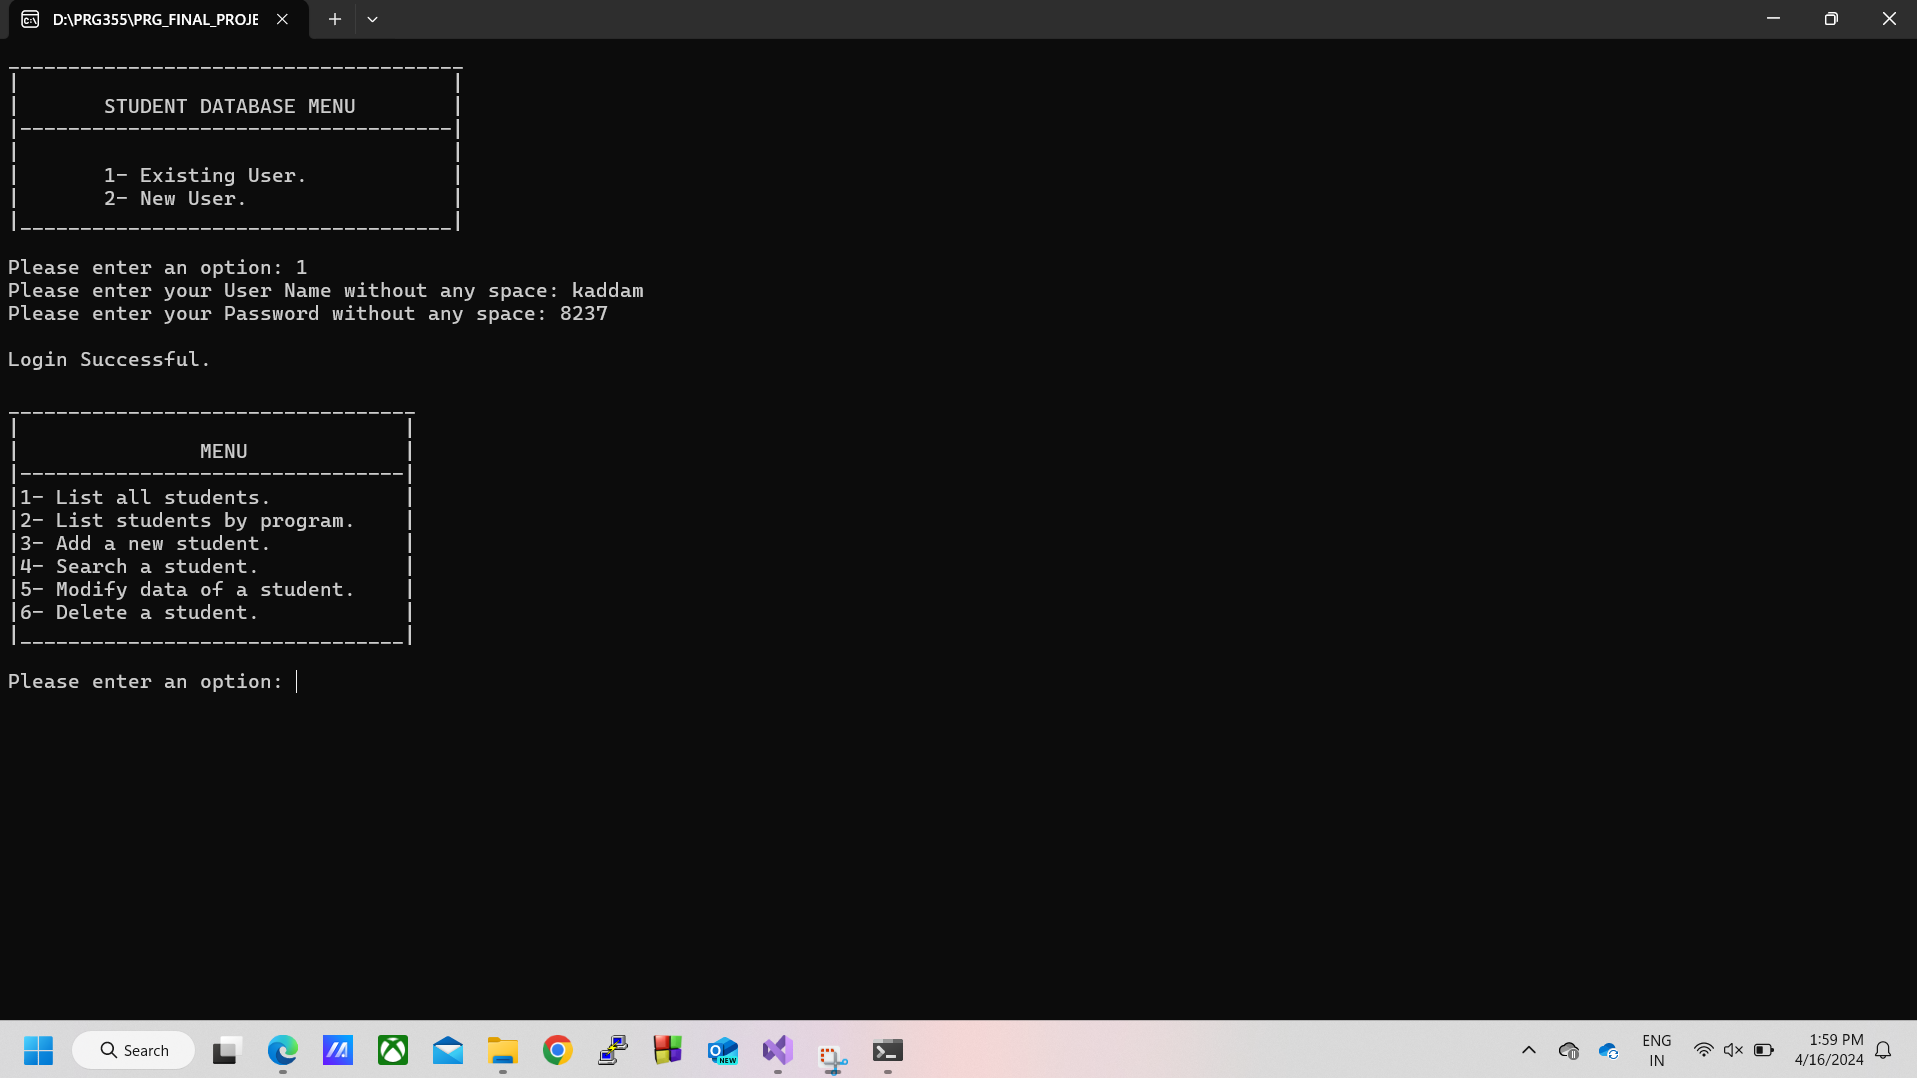 D:\PRG355\PRG_FINAL_PROJE
STUDENT DATABASE MENU
1- Existing User.
2- New User.
Please enter an option: 1
Please enter your User Name without any space: kaddam
Please enter your Password without any space: 8237
Login Successful.
MENU
1- List all students.
2- List students by program.
3- Add a new student.
4- Search a student.
5- Modify data of a student.
6- Delete a student.
Please enter an option:
Search
NEW
ENG
IN
1:59 PM
4/16/2024